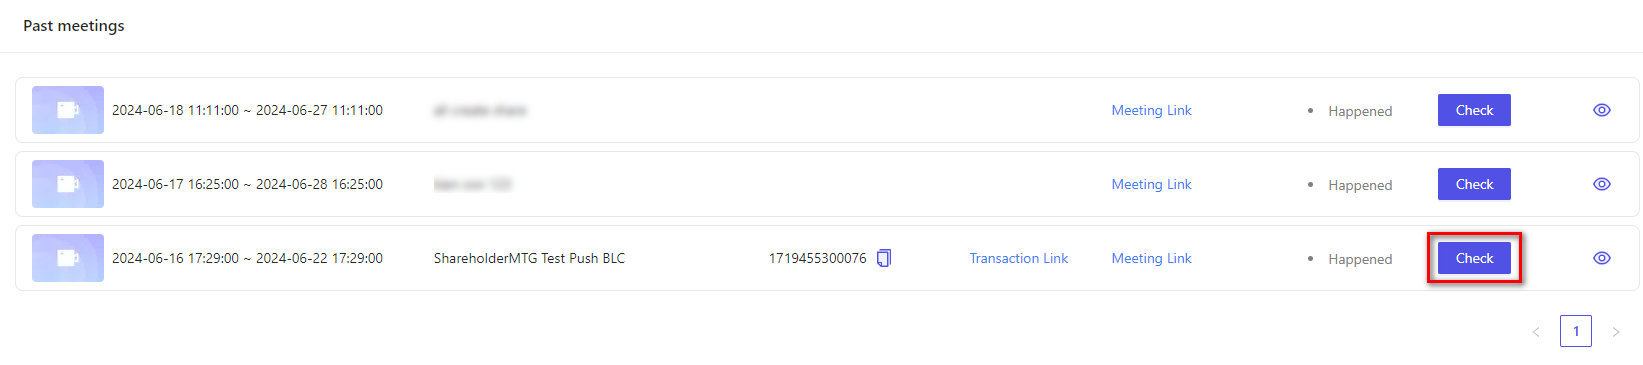 Past meetings
2024-06-18 11:11:00 ~ 2024-06-27 11:11:00 Meeting Link • Happened Check
2024-06-17 16:25:00 ~ 2024-06-28 16:25:00 Meeting Link • Happened Check
2024-06-16 17:29:00 ~ 2024-06-22 17:29:00 ShareholderMTG Test Push BLC 1719455300076 Transaction Link Meeting Link • Happened Check
< 1 >